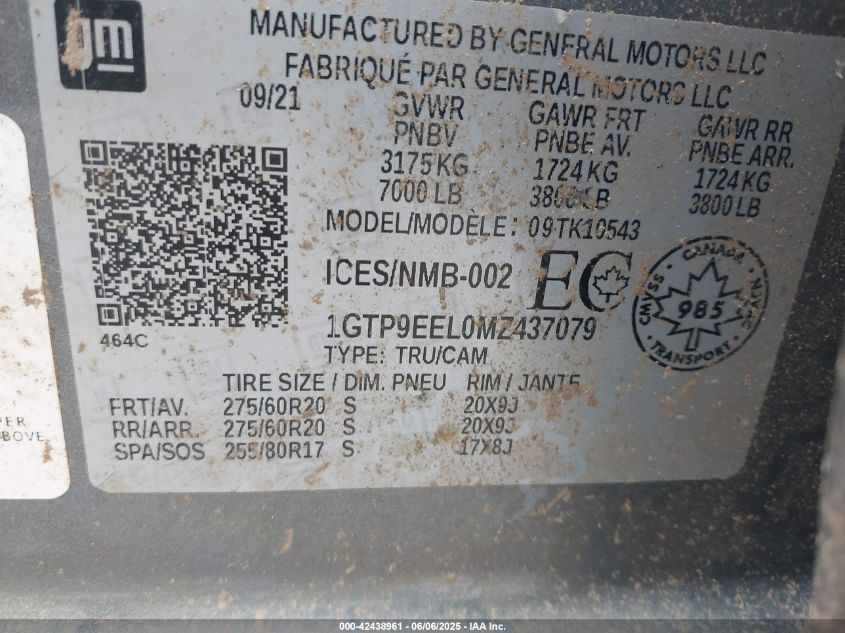 gm
MANUFACTURED BY GENERAL MOTORS LLC
FABRIQUÉ PAR GENERAL MOTORS LLC
09/21
GVWR GAWR FRT GAWR RR
PNBV PNBE AV. PNBE ARR.
3175 KG 1724 KG 1724 KG
7000 LB 3800 LB 3800 LB
MODEL/MODÈLE: 09TK10543
ICES/NMB-002 EC
CANADA
CMVSS 985 NSVAC
TRANSPORT
464C
1GTP9EEL0MZ437079
TYPE: TRU/CAM
TIRE SIZE / DIM. PNEU RIM / JANTE
FRT/AV. 275/60R20 S 20X9J
RR/ARR. 275/60R20 S 20X9J
SPA/SOS 255/80R17 S 17X8J
PER
ABOVE
000-42438961 - 06/06/2025 - IAA Inc.